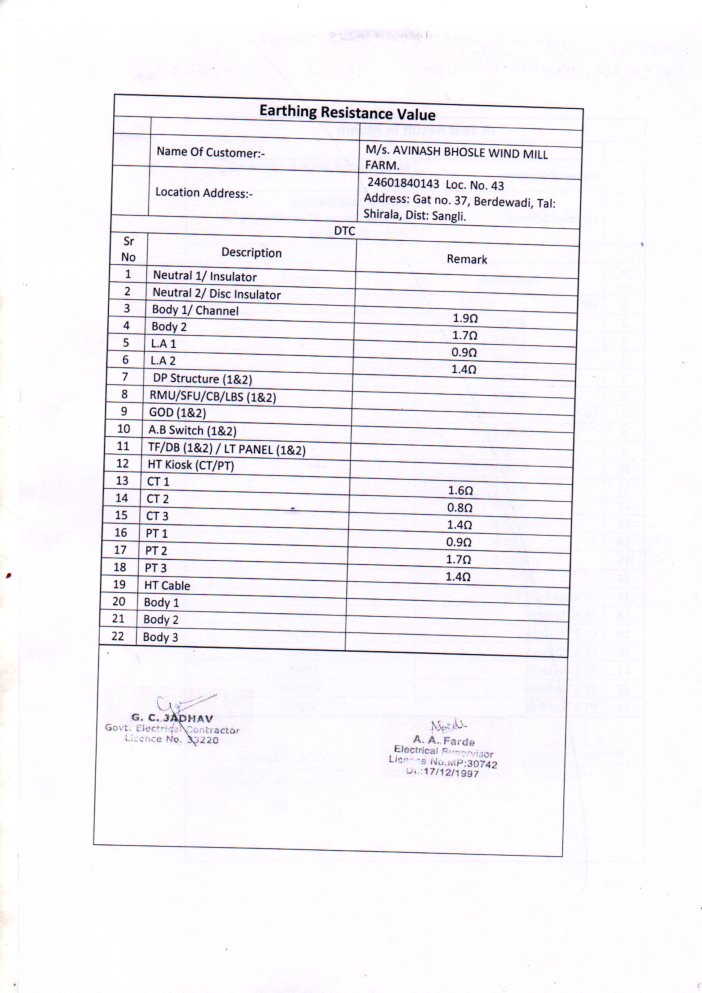 Earthing Resistance Value
Name Of Customer:- M/s. AVINASH BHOSLE WIND MILL
FARM.
Location Address:- 24601840143 Loc. No. 43
Address: Gat no. 37, Berdewadi, Tal:
Shirala, Dist: Sangli.
DTC
Sr
No Description Remark
1 Neutral 1/ Insulator
2 Neutral 2/ Disc Insulator
3 Body 1/ Channel 1.9Ω
4 Body 2 1.7Ω
5 L.A 1 0.9Ω
6 L.A 2 1.4Ω
7 DP Structure (1&2)
8 RMU/SFU/CB/LBS (1&2)
9 GOD (1&2)
10 A.B Switch (1&2)
11 TF/DB (1&2) / LT PANEL (1&2)
12 HT Kiosk (CT/PT)
13 CT 1 1.6Ω
14 CT 2 0.8Ω
15 CT 3 1.4Ω
16 PT 1 0.9Ω
17 PT 2 1.7Ω
18 PT 3 1.4Ω
19 HT Cable
20 Body 1
21 Body 2
22 Body 3
G. C. JADHAV
Govt. Electrical Contractor
Licence No. 33220
A. A. Farde
Electrical Supervisor
Licence No.MP:30742
Dt.:17/12/1997